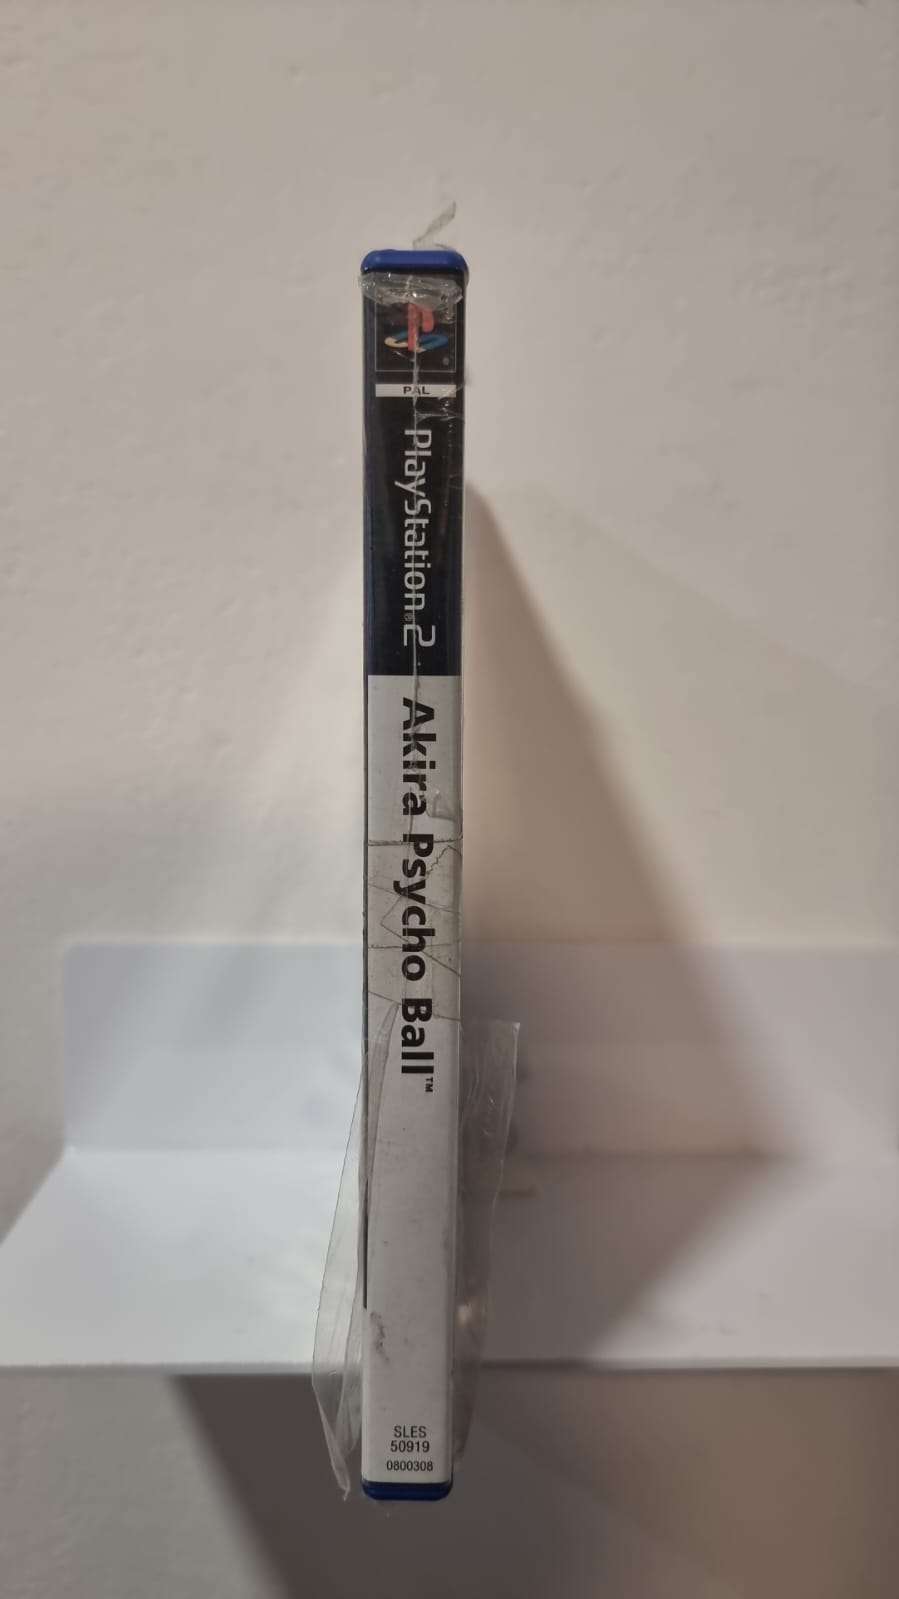 PAL
PlayStation®2
Akira Psycho Ball™
SLES
50919
0800308